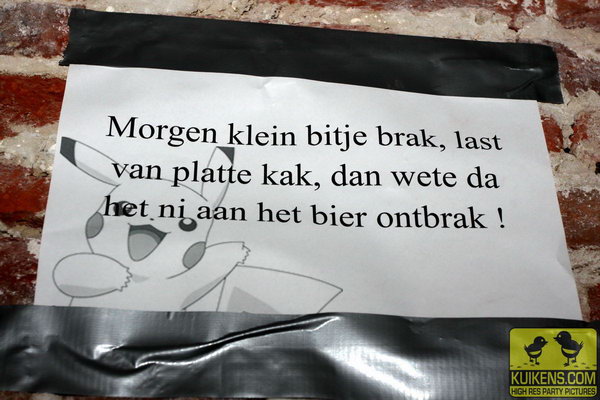 Morgen klein bitje brak, last
van platte kak, dan wete da
het ni aan het bier ontbrak !
KUIKENS.COM
HIGH RES PARTY PICTURES